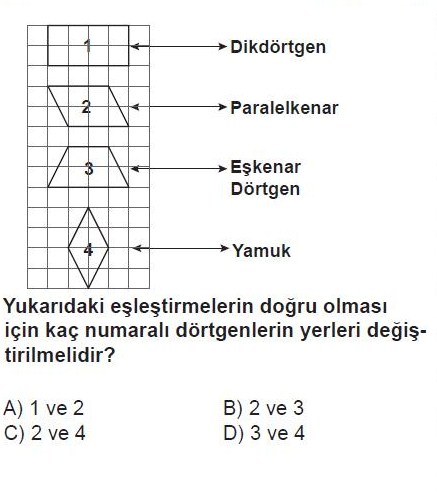 1 Dikdörtgen
2 Paralelkenar
3 Eşkenar
Dörtgen
4 Yamuk
Yukarıdaki eşleştirmelerin doğru olması
için kaç numaralı dörtgenlerin yerleri değiş-
tirilmelidir?
A) 1 ve 2 B) 2 ve 3
C) 2 ve 4 D) 3 ve 4